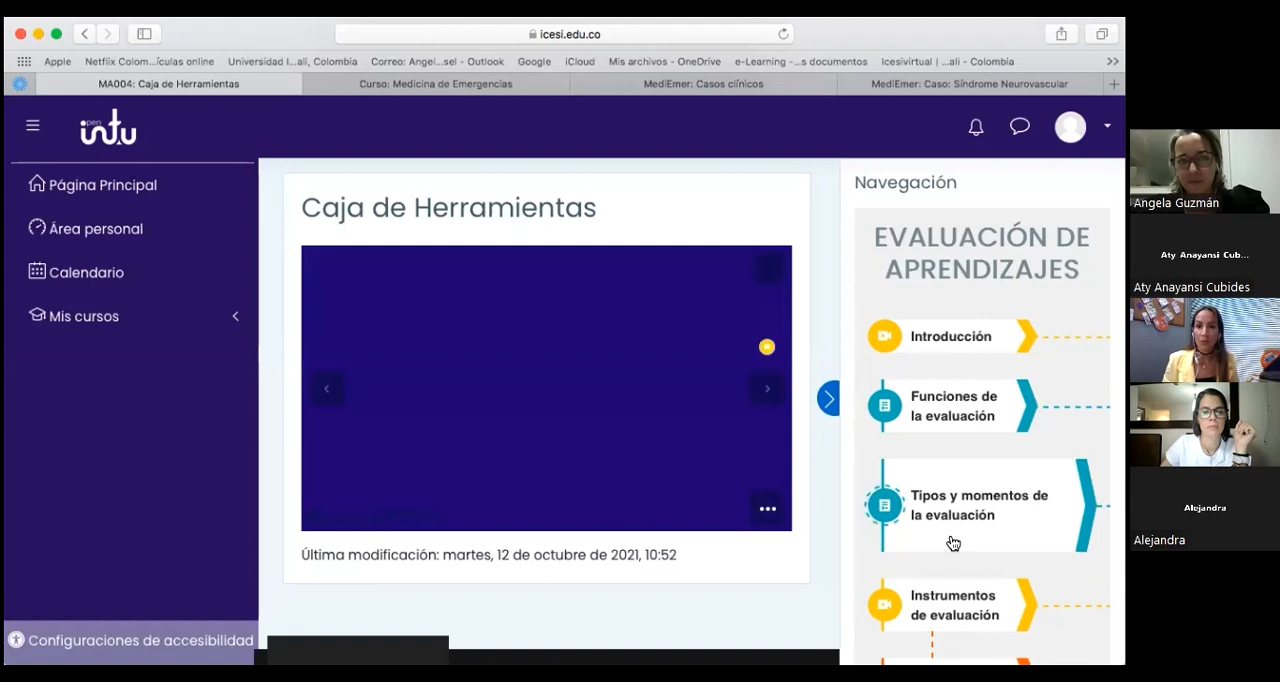 icesi.edu.co
Apple
Netflix Colom...ículas online
Universidad I...ali, Colombia
Correo: Angel...sel - Outlook
Google
iCloud
Mis archivos - OneDrive
e-Learning -...s documentos
Icesivirtual | ...ali - Colombia
MA004: Caja de Herramientas
Curso: Medicina de Emergencias
MediEmer: Casos clínicos
MediEmer: Caso: Síndrome Neurovascular
open
intu
Página Principal
Área personal
Calendario
Mis cursos
Configuraciones de accesibilidad
Caja de Herramientas
Última modificación: martes, 12 de octubre de 2021, 10:52
Navegación
EVALUACIÓN DE
APRENDIZAJES
Introducción
Funciones de
la evaluación
Tipos y momentos de
la evaluación
Instrumentos
de evaluación
Angela Guzmán
Aty Anayansi Cub...
Aty Anayansi Cubides
Alejandra
Alejandra